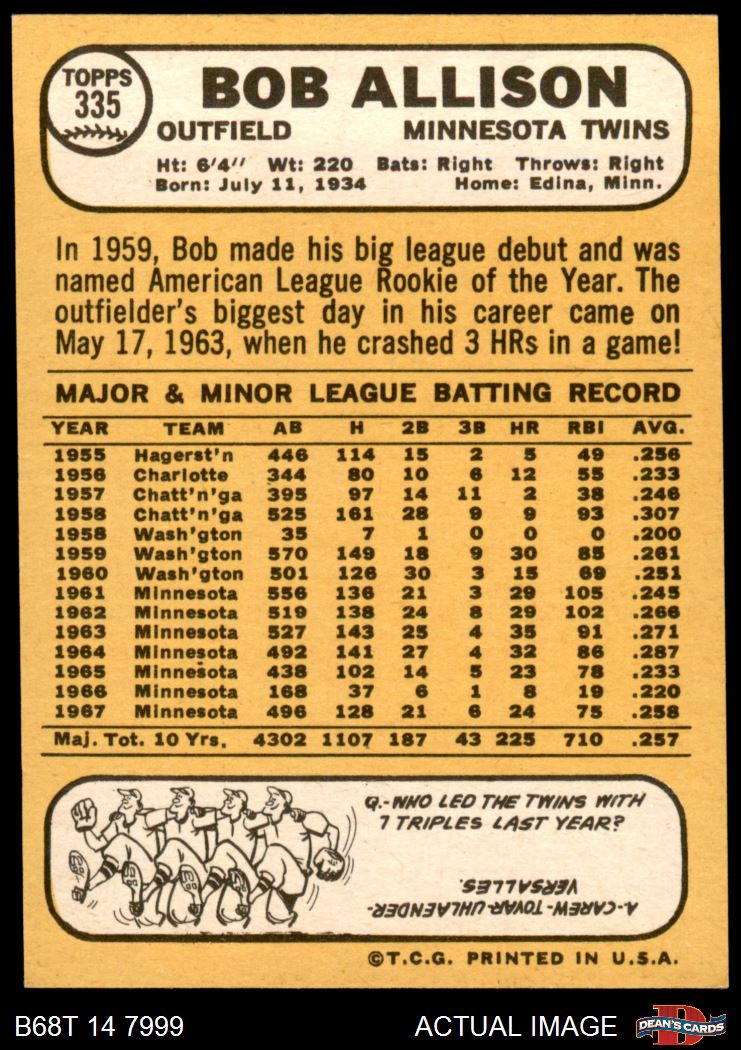 TOPPS
335
BOB ALLISON
OUTFIELD MINNESOTA TWINS
Ht: 6'4'' Wt: 220 Bats: Right Throws: Right
Born: July 11, 1934 Home: Edina, Minn.
In 1959, Bob made his big league debut and was
named American League Rookie of the Year. The
outfielder's biggest day in his career came on
May 17, 1963, when he crashed 3 HRs in a game!
MAJOR & MINOR LEAGUE BATTING RECORD
YEAR TEAM AB H 2B 3B HR RBI AVG.
1955 Hagerst'n 446 114 15 2 5 49 .256
1956 Charlotte 344 80 10 6 12 55 .233
1957 Chatt'n'ga 395 97 14 11 2 38 .246
1958 Chatt'n'ga 525 161 28 9 9 93 .307
1958 Wash'gton 35 7 1 0 0 0 .200
1959 Wash'gton 570 149 18 9 30 85 .261
1960 Wash'gton 501 126 30 3 15 69 .251
1961 Minnesota 556 136 21 3 29 105 .245
1962 Minnesota 519 138 24 8 29 102 .266
1963 Minnesota 527 143 25 4 35 91 .271
1964 Minnesota 492 141 27 4 32 86 .287
1965 Minnesota 438 102 14 5 23 78 .233
1966 Minnesota 168 37 6 1 8 19 .220
1967 Minnesota 496 128 21 6 24 75 .258
Maj. Tot. 10 Yrs. 4302 1107 187 43 225 710 .257
Q.-WHO LED THE TWINS WITH
7 TRIPLES LAST YEAR?
A.-CAREW-TOVAR-UHLAENDER-
VERSALLES.
©T.C.G. PRINTED IN U.S.A.
B68T 14 7999 ACTUAL IMAGE
D
DEAN'S CARDS